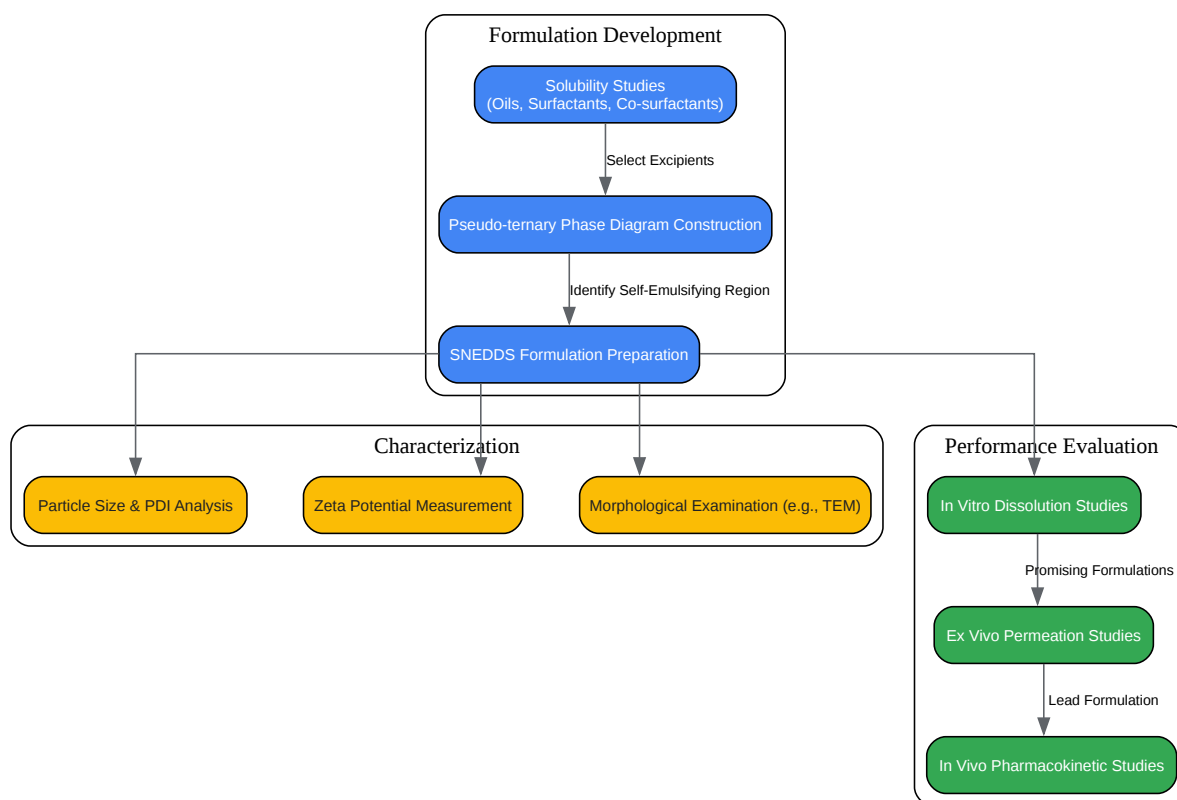 Formulation Development
Solubility Studies
(Oils, Surfactants, Co-surfactants)
Select Excipients
Pseudo-ternary Phase Diagram Construction
Identify Self-Emulsifying Region
SNEDDS Formulation Preparation
Characterization
Particle Size & PDI Analysis
Zeta Potential Measurement
Morphological Examination (e.g., TEM)
Performance Evaluation
In Vitro Dissolution Studies
Promising Formulations
Ex Vivo Permeation Studies
Lead Formulation
In Vivo Pharmacokinetic Studies